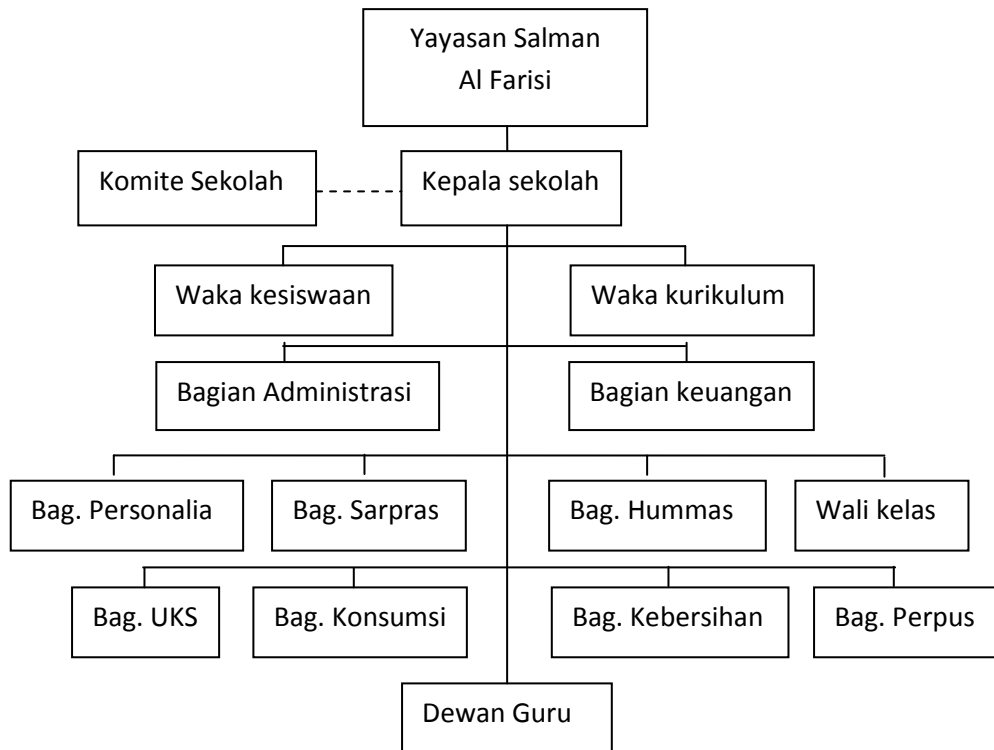 Yayasan Salman
Al Farisi
Komite Sekolah
Kepala sekolah
Waka kesiswaan
Waka kurikulum
Bagian Administrasi
Bagian keuangan
Bag. Personalia
Bag. Sarpras
Bag. Hummas
Wali kelas
Bag. UKS
Bag. Konsumsi
Bag. Kebersihan
Bag. Perpus
Dewan Guru